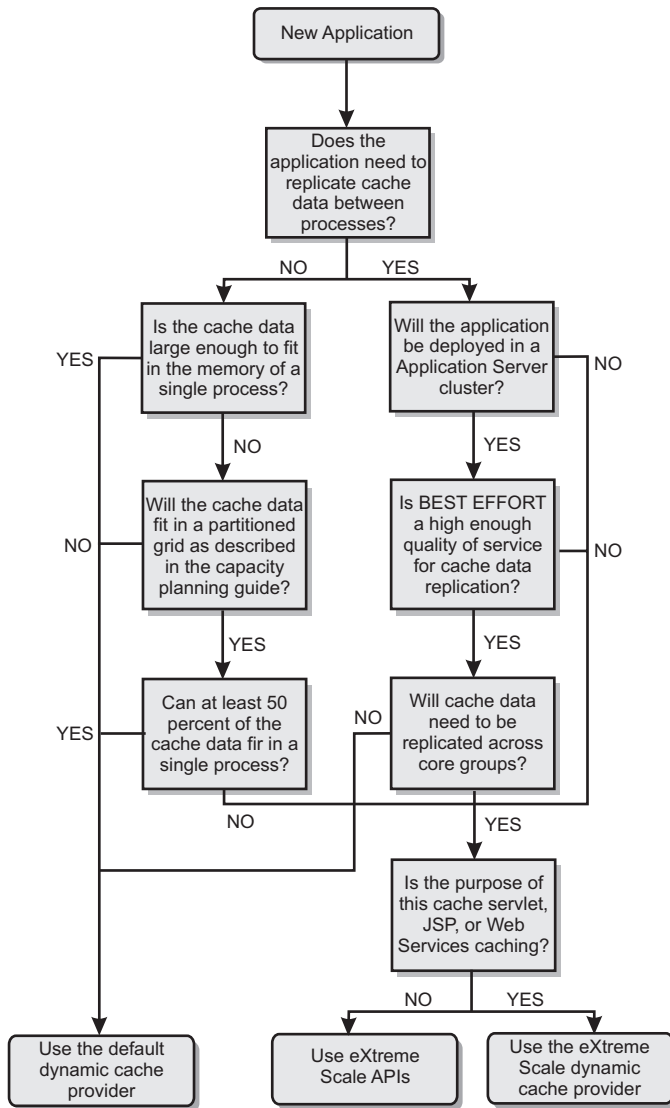 New Application
Does the
application need to
replicate cache
data between
processes?
NO
YES
Is the cache data
large enough to fit
in the memory of a
single process?
Will the application
be deployed in a
Application Server
cluster?
YES
NO
NO
YES
Will the cache data
fit in a partitioned
grid as described
in the capacity
planning guide?
Is BEST EFFORT
a high enough
quality of service
for cache data
replication?
NO
NO
YES
YES
Can at least 50
percent of the
cache data fir in a
single process?
Will cache data
need to be
replicated across
core groups?
YES
NO
NO
YES
Is the purpose of
this cache servlet,
JSP, or Web
Services caching?
NO
YES
Use the default
dynamic cache
provider
Use eXtreme
Scale APIs
Use the eXtreme
Scale dynamic
cache provider